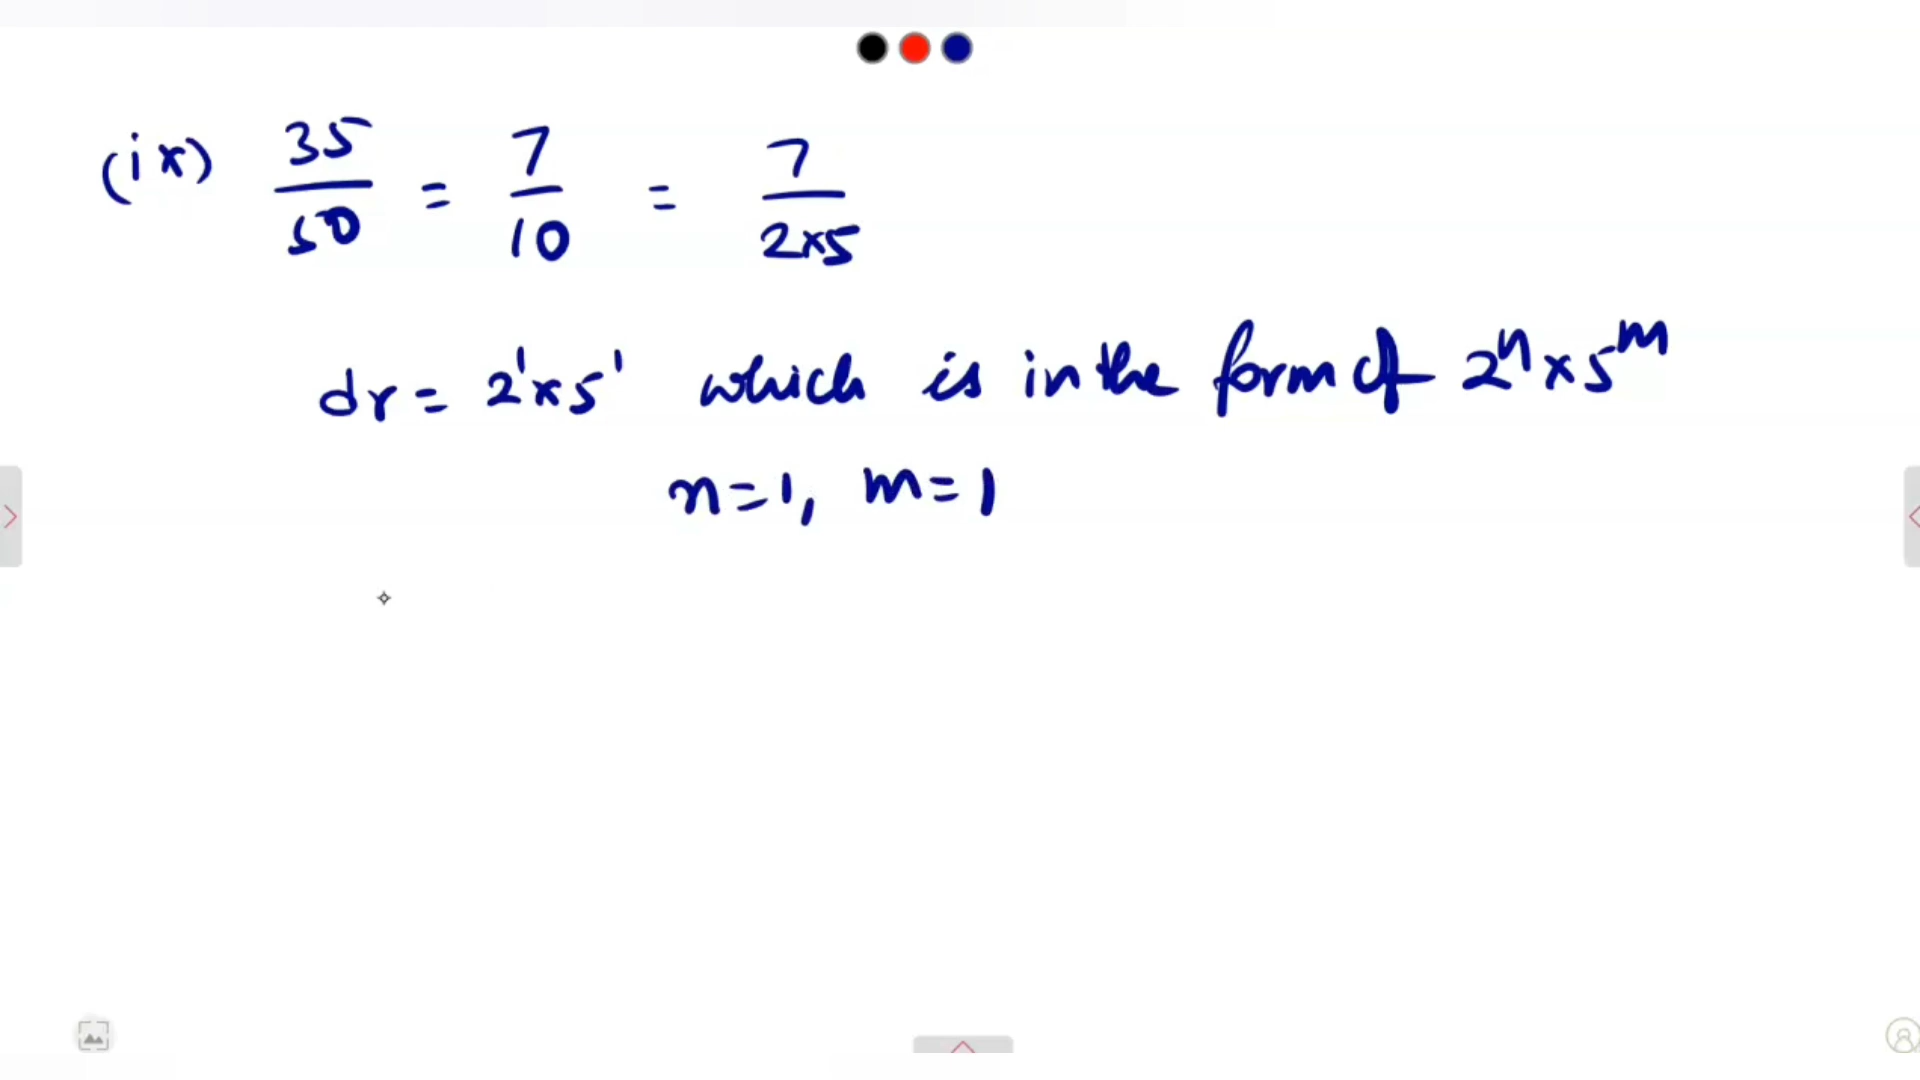 (ix) 35/50 = 7/10 = 7/2×5
dr = 2¹×5¹ which is in the form of 2ⁿ×5ᵐ
n=1, m=1